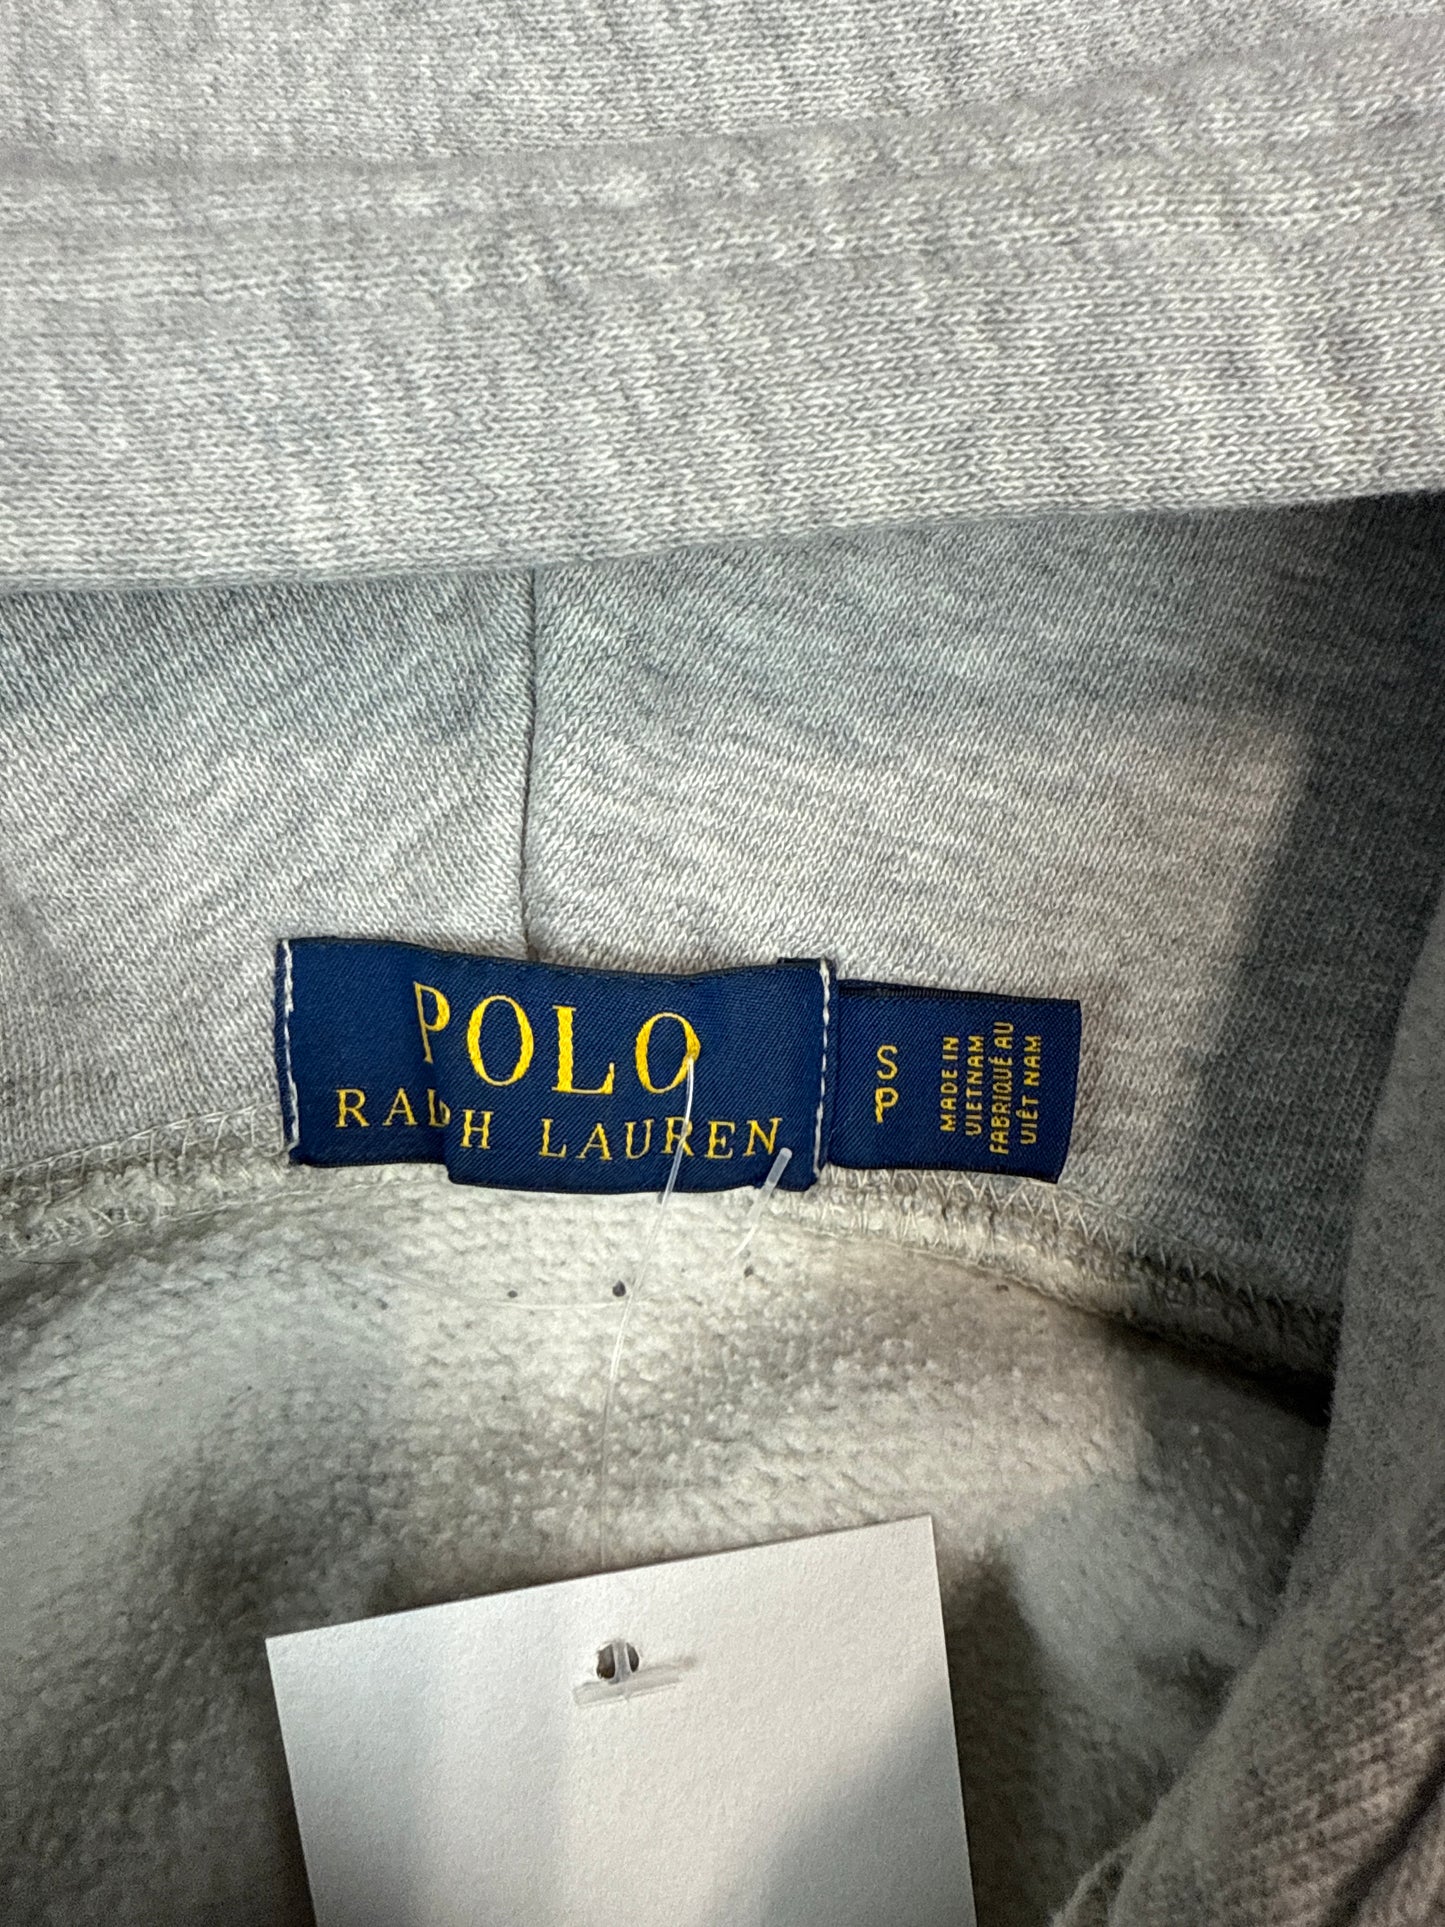 POLO
RALPH LAUREN
S
P
MADE IN
VIETNAM
FABRIQUÉ AU
VIÊT NAM